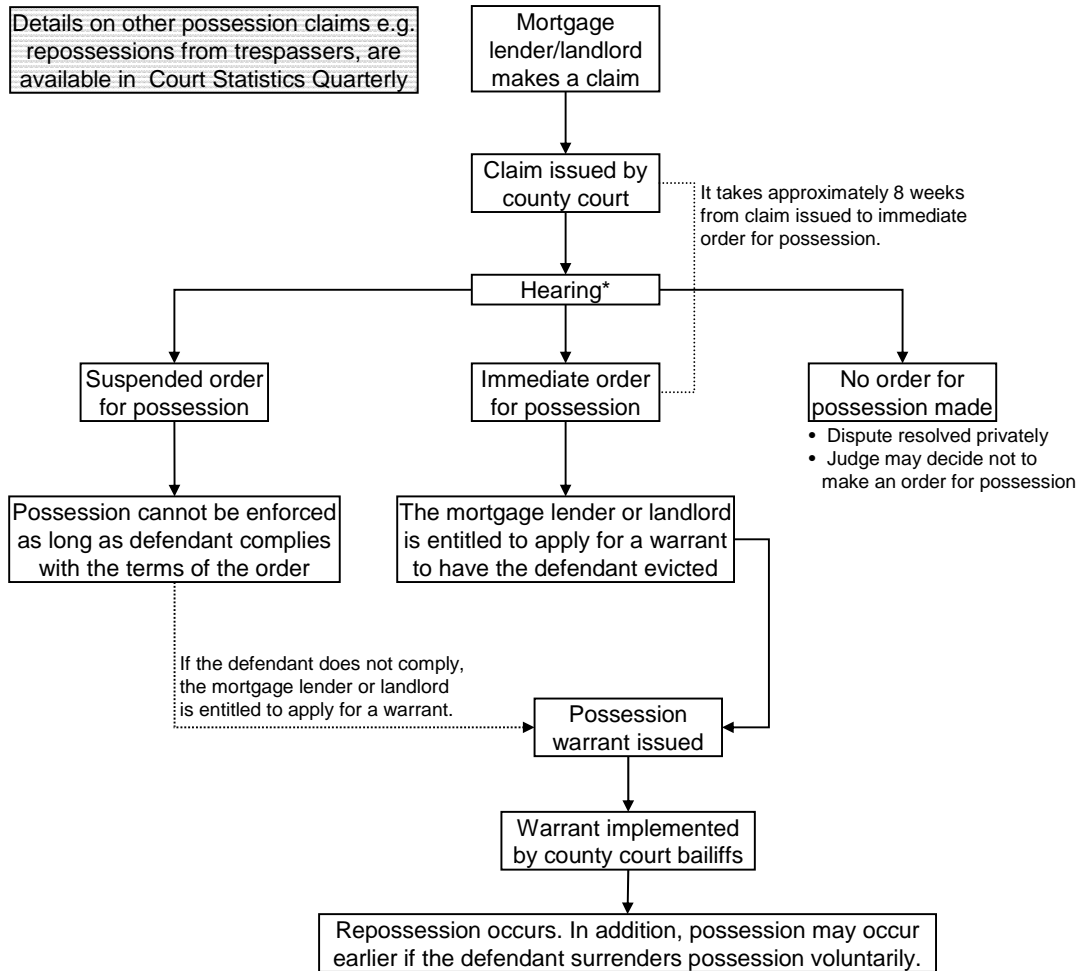 Details on other possession claims e.g.
repossessions from trespassers, are
available in Court Statistics Quarterly
Mortgage
lender/landlord
makes a claim
Claim issued by
county court
It takes approximately 8 weeks
from claim issued to immediate
order for possession.
Hearing*
Suspended order
for possession
Immediate order
for possession
No order for
possession made
• Dispute resolved privately
• Judge may decide not to
make an order for possession
Possession cannot be enforced
as long as defendant complies
with the terms of the order
The mortgage lender or landlord
is entitled to apply for a warrant
to have the defendant evicted
If the defendant does not comply,
the mortgage lender or landlord
is entitled to apply for a warrant.
Possession
warrant issued
Warrant implemented
by county court bailiffs
Repossession occurs. In addition, possession may occur
earlier if the defendant surrenders possession voluntarily.